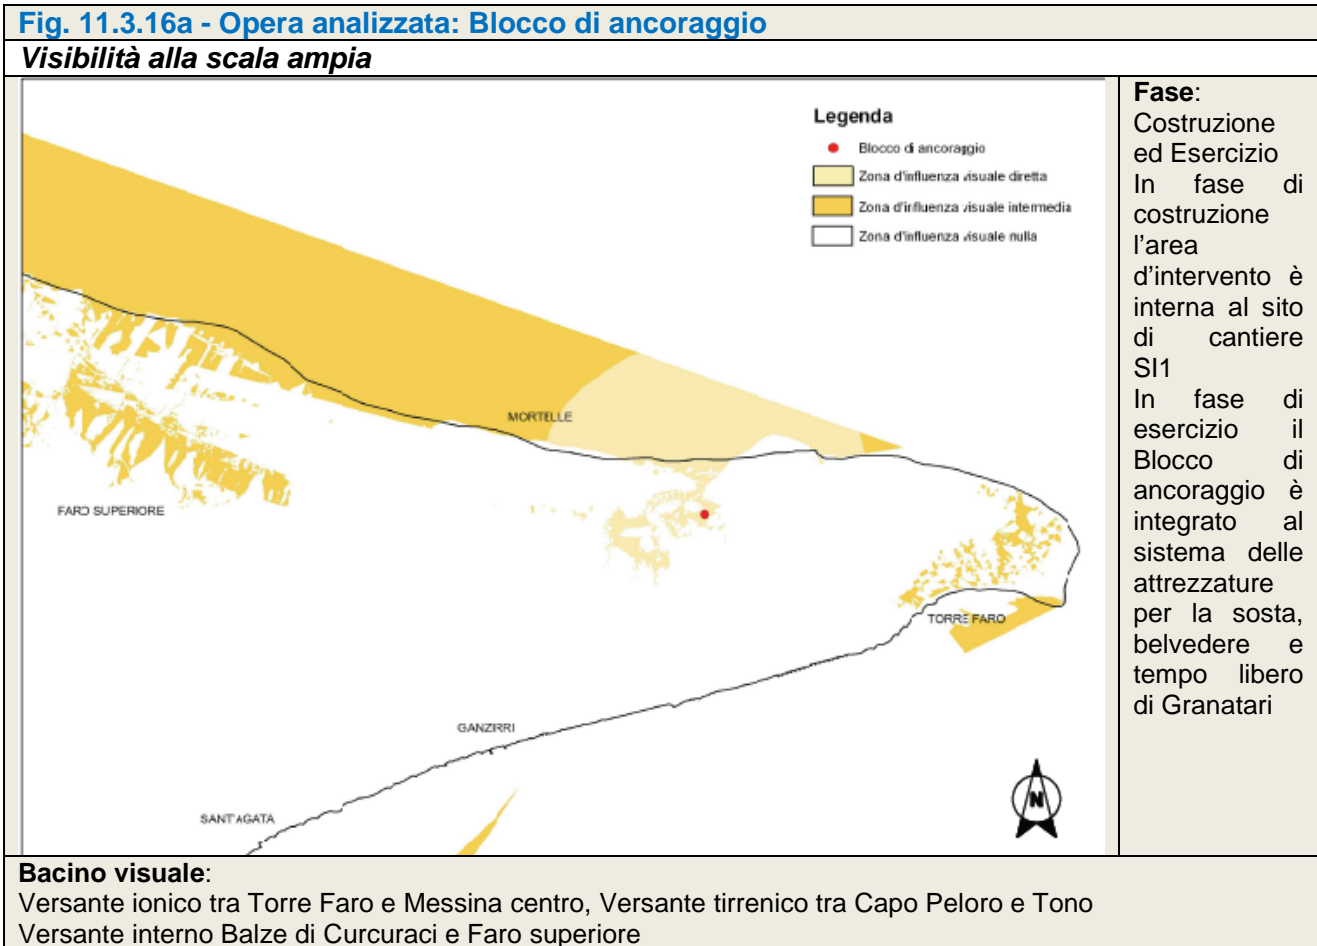 Fig. 11.3.16a - Opera analizzata: Blocco di ancoraggio
Visibilità alla scala ampia
Legenda
Blocco di ancoraggio
Zona d'influenza visuale diretta
Zona d'influenza visuale intermedia
Zona d'influenza visuale nulla
MORTELLE
FARO SUPERIORE
TORRE FARO
GANZIRRI
SANT'AGATA
N
Fase:
Costruzione
ed Esercizio
In fase di
costruzione
l'area
d'intervento è
interna al sito
di cantiere
SI1
In fase di
esercizio il
Blocco di
ancoraggio è
integrato al
sistema delle
attrezzature
per la sosta,
belvedere e
tempo libero
di Granatari
Bacino visuale:
Versante ionico tra Torre Faro e Messina centro, Versante tirrenico tra Capo Peloro e Tono
Versante interno Balze di Curcuraci e Faro superiore